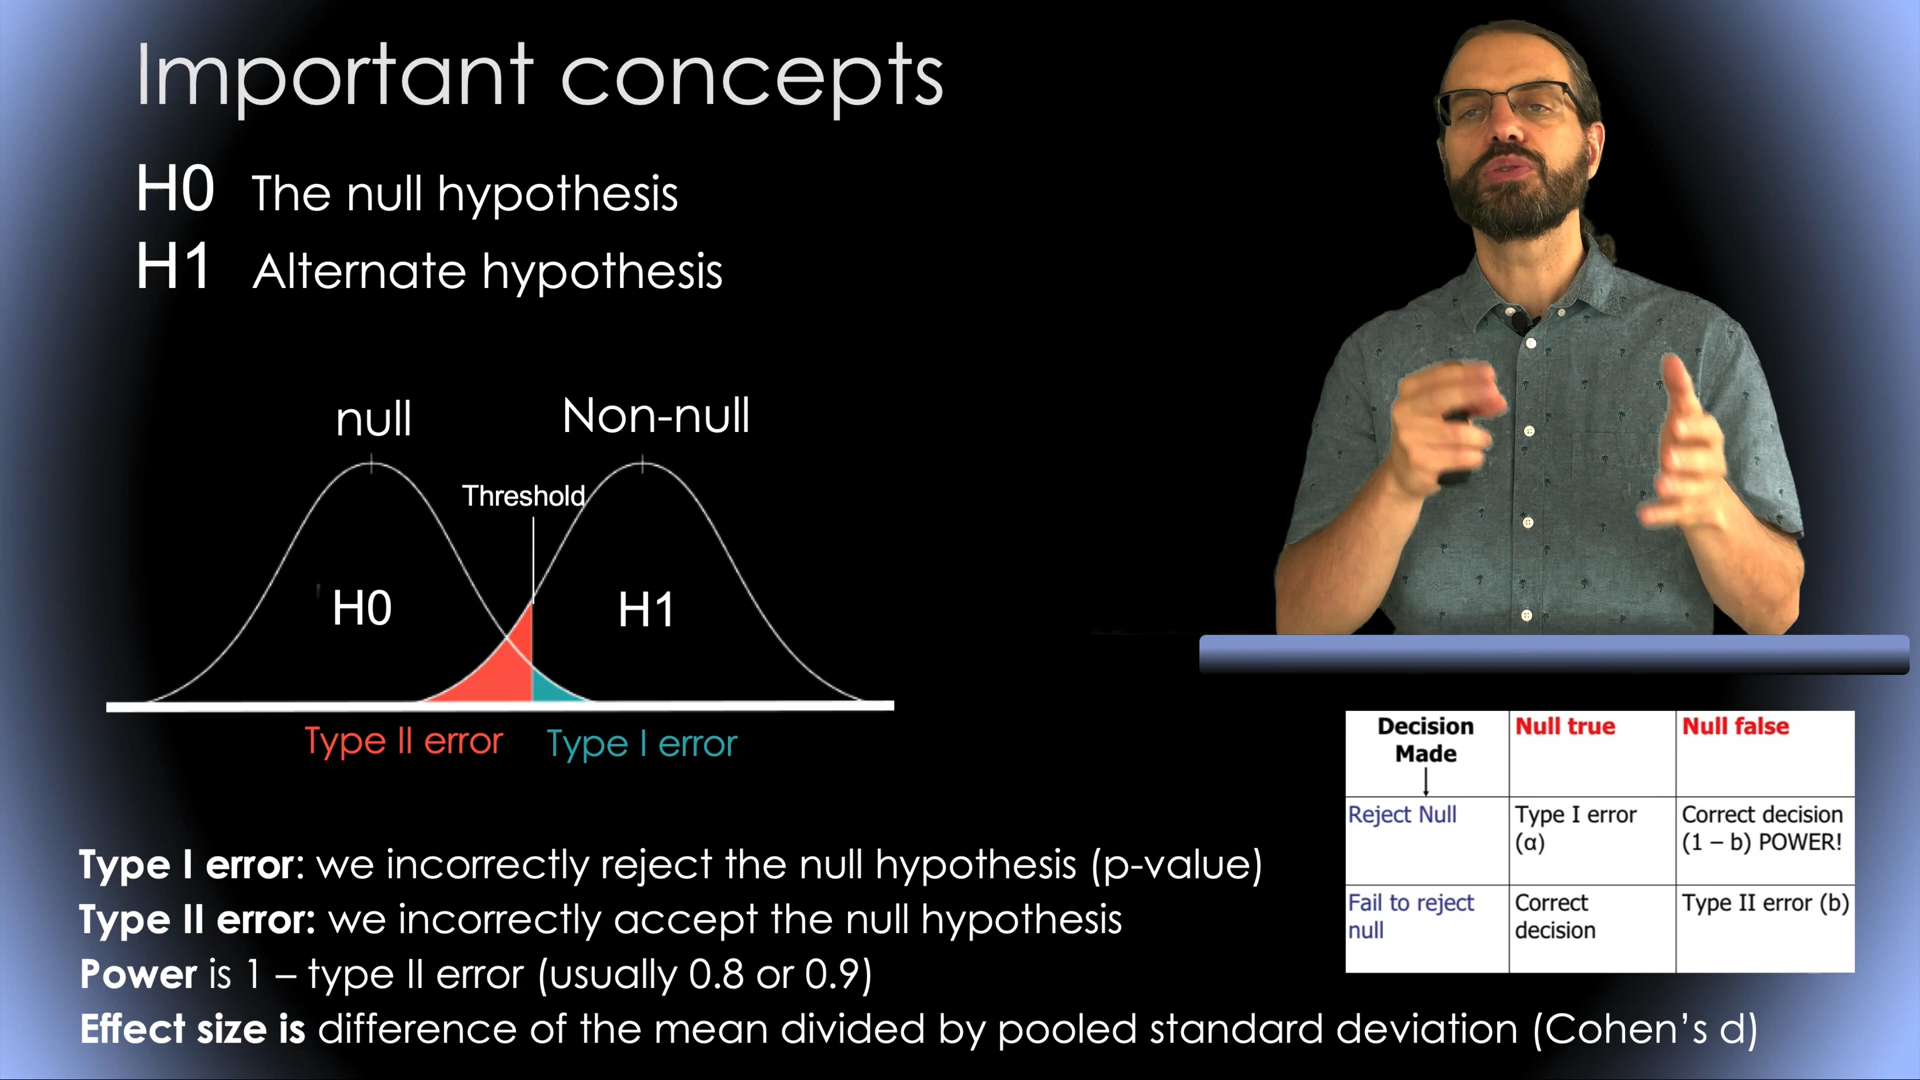 Important concepts
H0 The null hypothesis
H1 Alternate hypothesis
null
Non-null
Threshold
H0
H1
Type II error
Type I error
Type I error: we incorrectly reject the null hypothesis (p-value)
Type II error: we incorrectly accept the null hypothesis
Power is 1 – type II error (usually 0.8 or 0.9)
Effect size is difference of the mean divided by pooled standard deviation (Cohen's d)
Decision Made
Null true
Null false
Reject Null
Type I error (α)
Correct decision (1 – b) POWER!
Fail to reject null
Correct decision
Type II error (b)